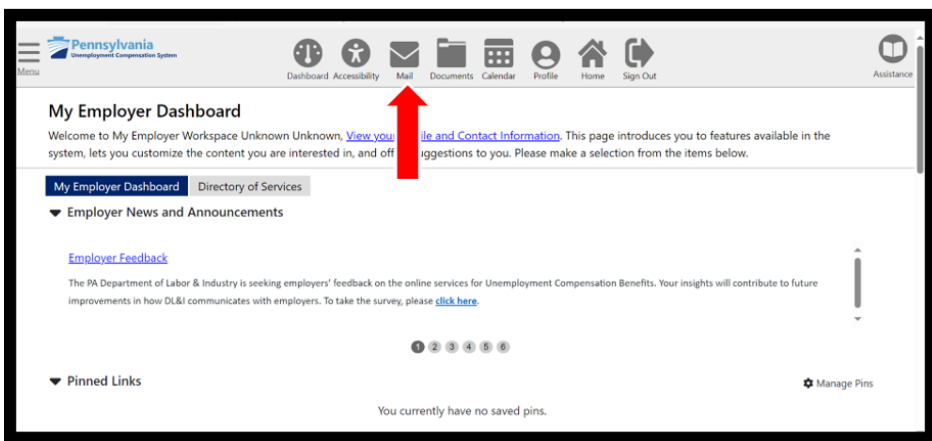 Pennsylvania
Unemployment Compensation System
Menu
Dashboard Accessibility Mail Documents Calendar Profile Home Sign Out
Assistance
My Employer Dashboard
Welcome to My Employer Workspace Unknown Unknown, View your ile and Contact Information. This page introduces you to features available in the
system, lets you customize the content you are interested in, and off uggestions to you. Please make a selection from the items below.
My Employer Dashboard Directory of Services
Employer News and Announcements
Employer Feedback
The PA Department of Labor & Industry is seeking employers' feedback on the online services for Unemployment Compensation Benefits. Your insights will contribute to future
improvements in how DL&I communicates with employers. To take the survey, please click here.
1 2 3 4 5 6
Pinned Links
Manage Pins
You currently have no saved pins.